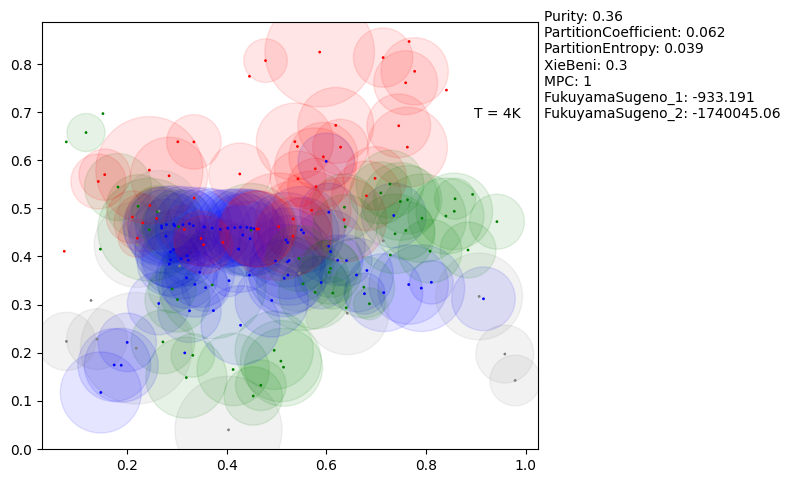 Purity: 0.36
PartitionCoefficient: 0.062
PartitionEntropy: 0.039
XieBeni: 0.3
MPC: 1
FukuyamaSugeno_1: -933.191
FukuyamaSugeno_2: -1740045.06
T = 4K
0.8
0.7
0.6
0.5
0.4
0.3
0.2
0.1
0.0
0.2 0.4 0.6 0.8 1.0